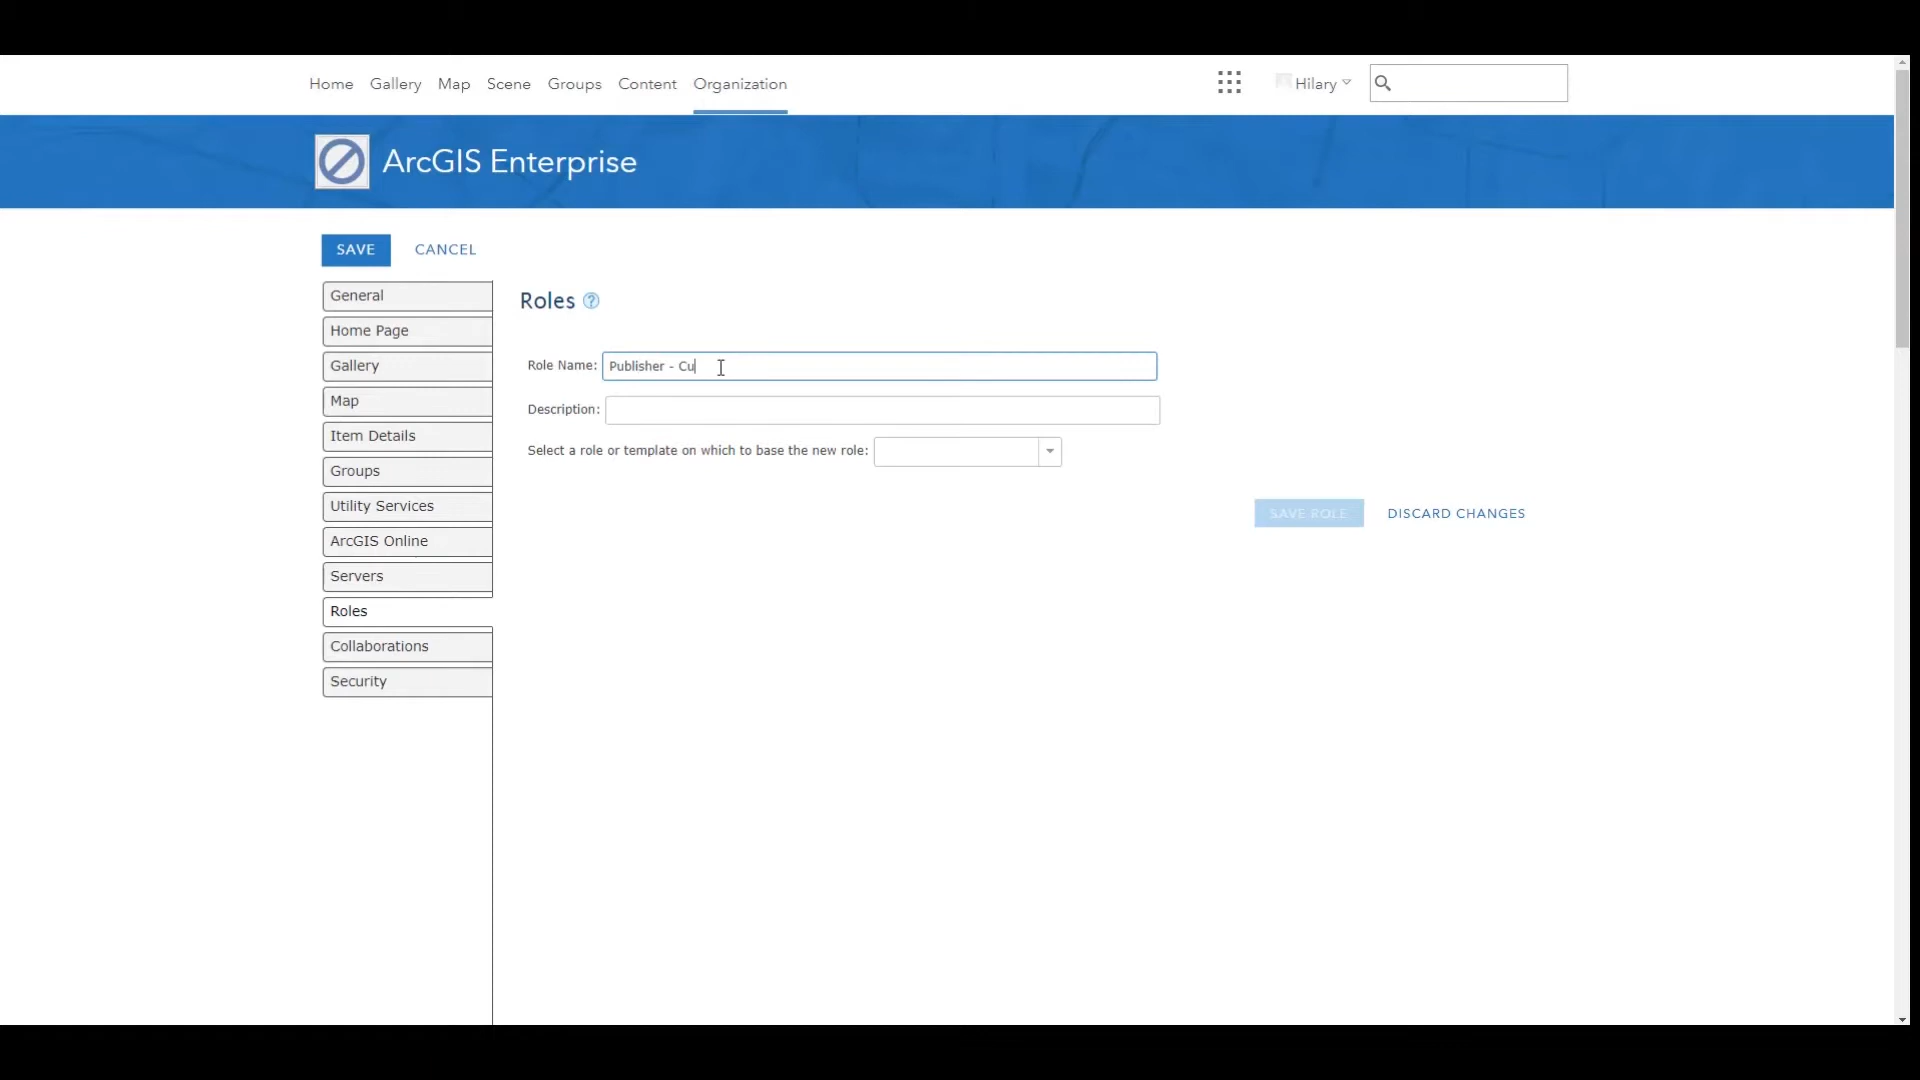 Home Gallery Map Scene Groups Content Organization Hilary
ArcGIS Enterprise
SAVE CANCEL
General
Home Page
Gallery
Map
Item Details
Groups
Utility Services
ArcGIS Online
Servers
Roles
Collaborations
Security
Roles ?
Role Name: Publisher - Cu
Description:
Select a role or template on which to base the new role:
SAVE ROLE DISCARD CHANGES